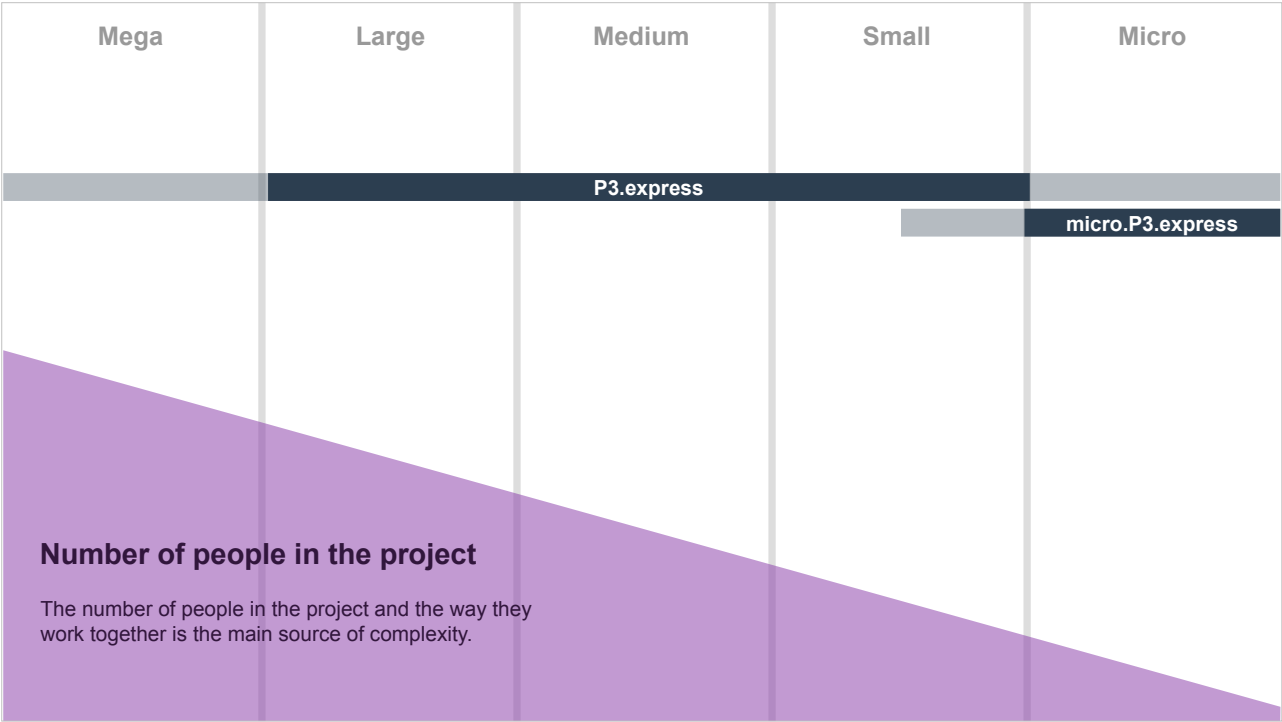 Mega
Large
Medium
Small
Micro
P3.express
micro.P3.express
Number of people in the project
The number of people in the project and the way they
work together is the main source of complexity.